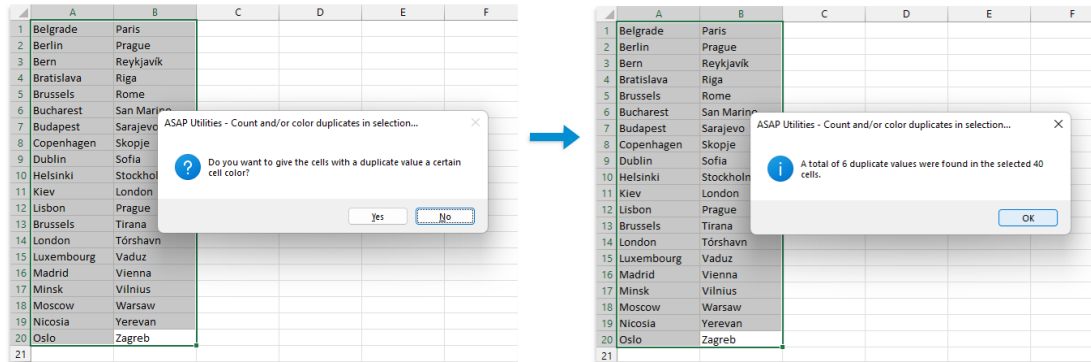 A B C D E F
1 Belgrade Paris
2 Berlin Prague
3 Bern Reykjavík
4 Bratislava Riga
5 Brussels Rome
6 Bucharest San Marino
7 Budapest Sarajevo
8 Copenhagen Skopje
9 Dublin Sofia
10 Helsinki Stockhol
11 Kiev London
12 Lisbon Prague
13 Brussels Tirana
14 London Tórshavn
15 Luxembourg Vaduz
16 Madrid Vienna
17 Minsk Vilnius
18 Moscow Warsaw
19 Nicosia Yerevan
20 Oslo Zagreb
21
ASAP Utilities - Count and/or color duplicates in selection...
Do you want to give the cells with a duplicate value a certain
cell color?
Yes No
A B C D E F
1 Belgrade Paris
2 Berlin Prague
3 Bern Reykjavík
4 Bratislava Riga
5 Brussels Rome
6 Bucharest San Marino
7 Budapest Sarajevo
8 Copenhagen Skopje
9 Dublin Sofia
10 Helsinki Stockholm
11 Kiev London
12 Lisbon Prague
13 Brussels Tirana
14 London Tórshavn
15 Luxembourg Vaduz
16 Madrid Vienna
17 Minsk Vilnius
18 Moscow Warsaw
19 Nicosia Yerevan
20 Oslo Zagreb
21
ASAP Utilities - Count and/or color duplicates in selection...
A total of 6 duplicate values were found in the selected 40
cells.
OK